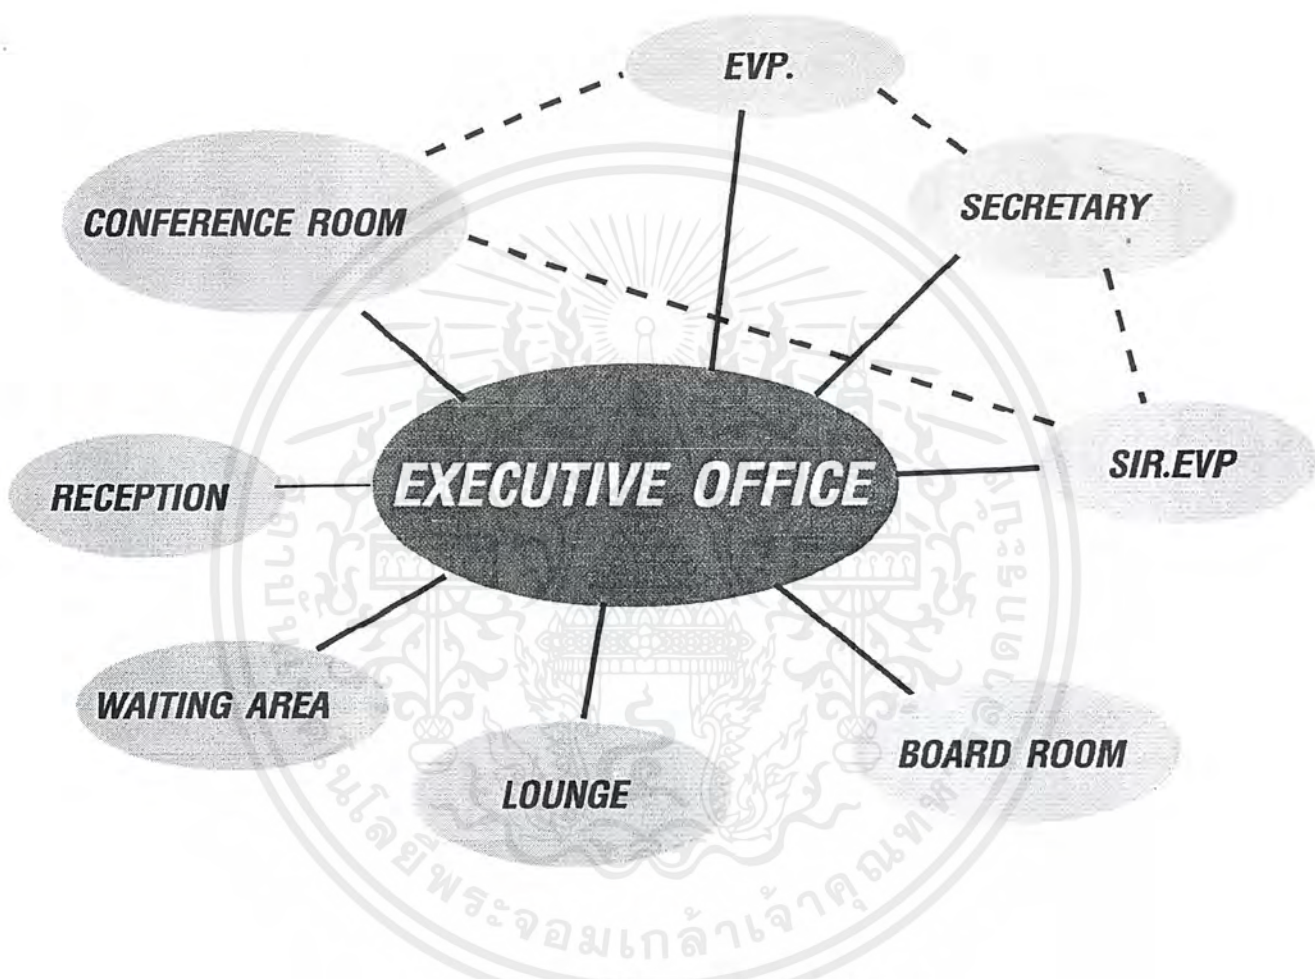 EVP.
SECRETARY
CONFERENCE ROOM
SIR.EVP
EXECUTIVE OFFICE
RECEPTION
WAITING AREA
BOARD ROOM
LOUNGE